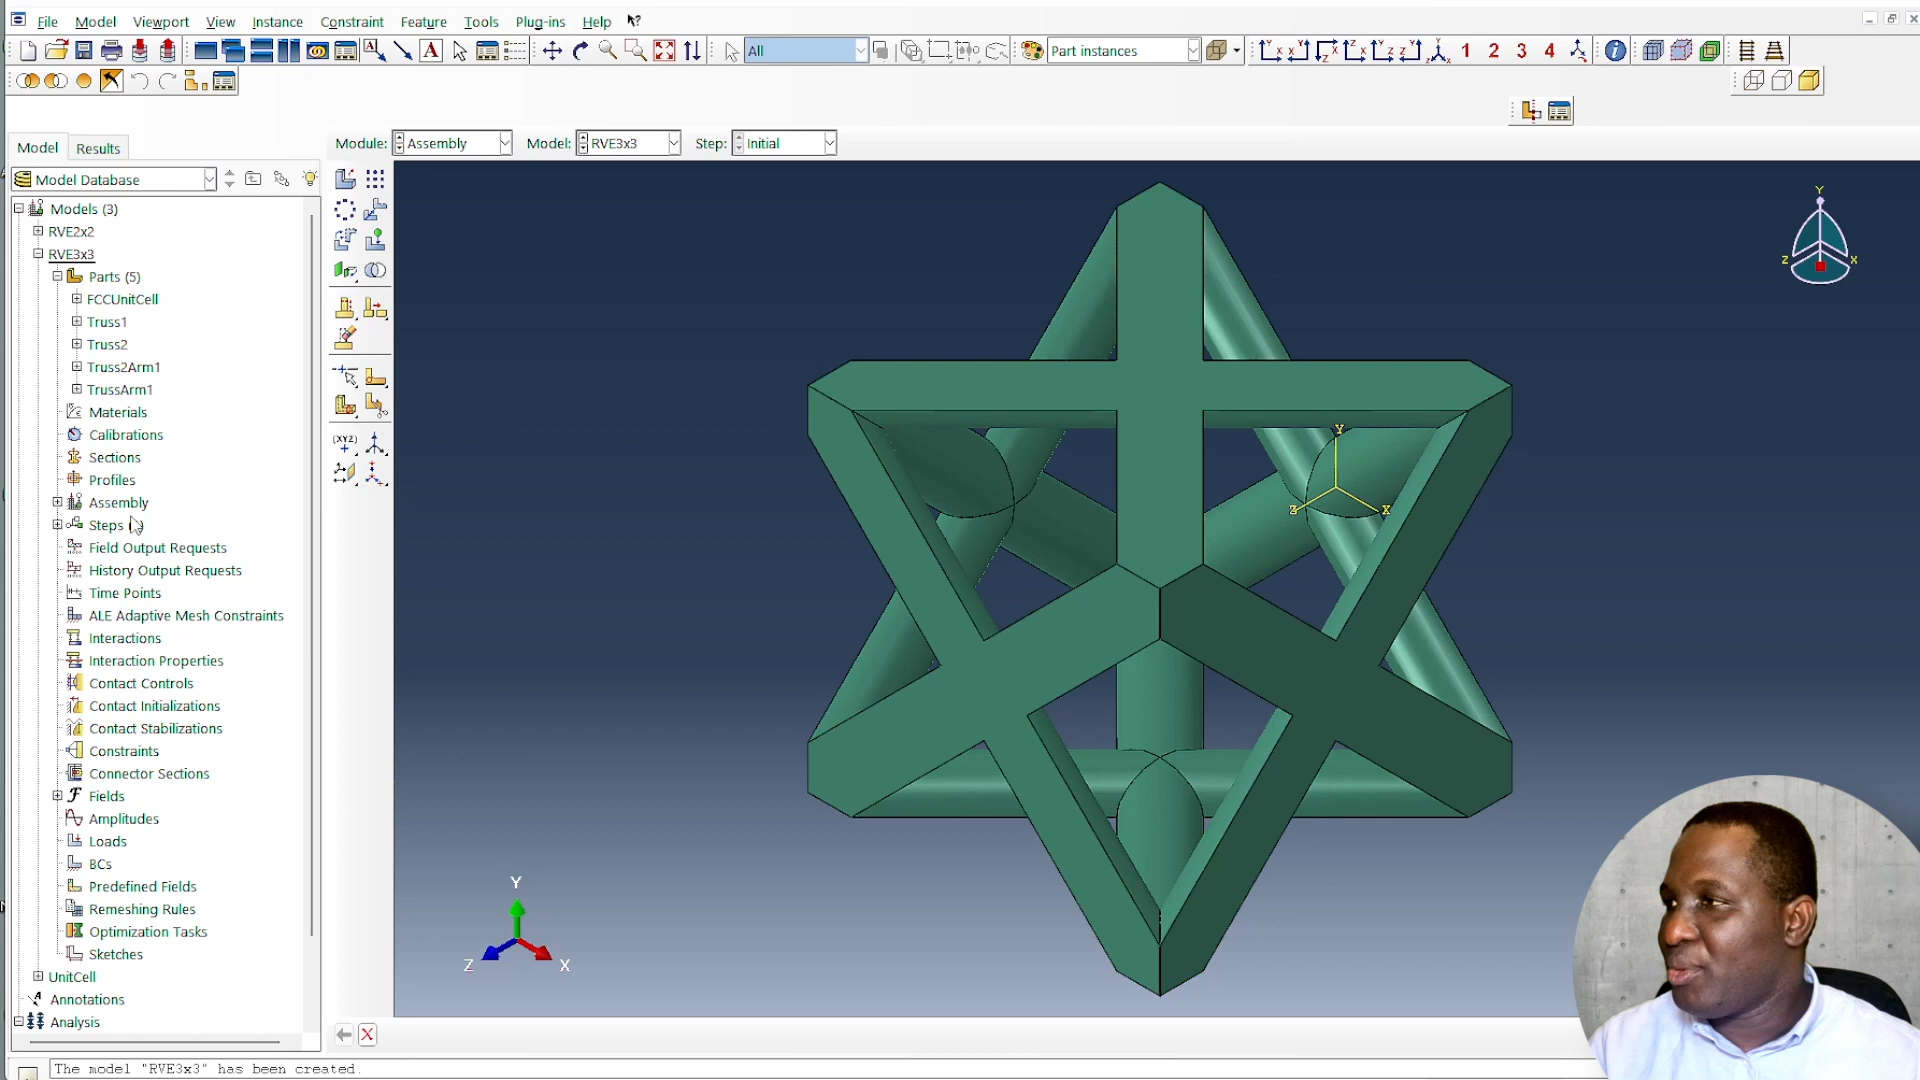 File Model Viewport View Instance Constraint Feature Tools Plug-ins Help
All Part instances 1 2 3 4
Model Results
Module: Assembly Model: RVE3x3 Step: Initial
Model Database
Models (3)
RVE2x2
RVE3x3
Parts (5)
FCCUnitCell
Truss1
Truss2
Truss2Arm1
TrussArm1
Materials
Calibrations
Sections
Profiles
Assembly
Steps
Field Output Requests
History Output Requests
Time Points
ALE Adaptive Mesh Constraints
Interactions
Interaction Properties
Contact Controls
Contact Initializations
Contact Stabilizations
Constraints
Connector Sections
Fields
Amplitudes
Loads
BCs
Predefined Fields
Remeshing Rules
Optimization Tasks
Sketches
UnitCell
Annotations
Analysis
(XYZ)
Y
Z X
Y
Z X
Y
Z X
The model "RVE3x3" has been created.